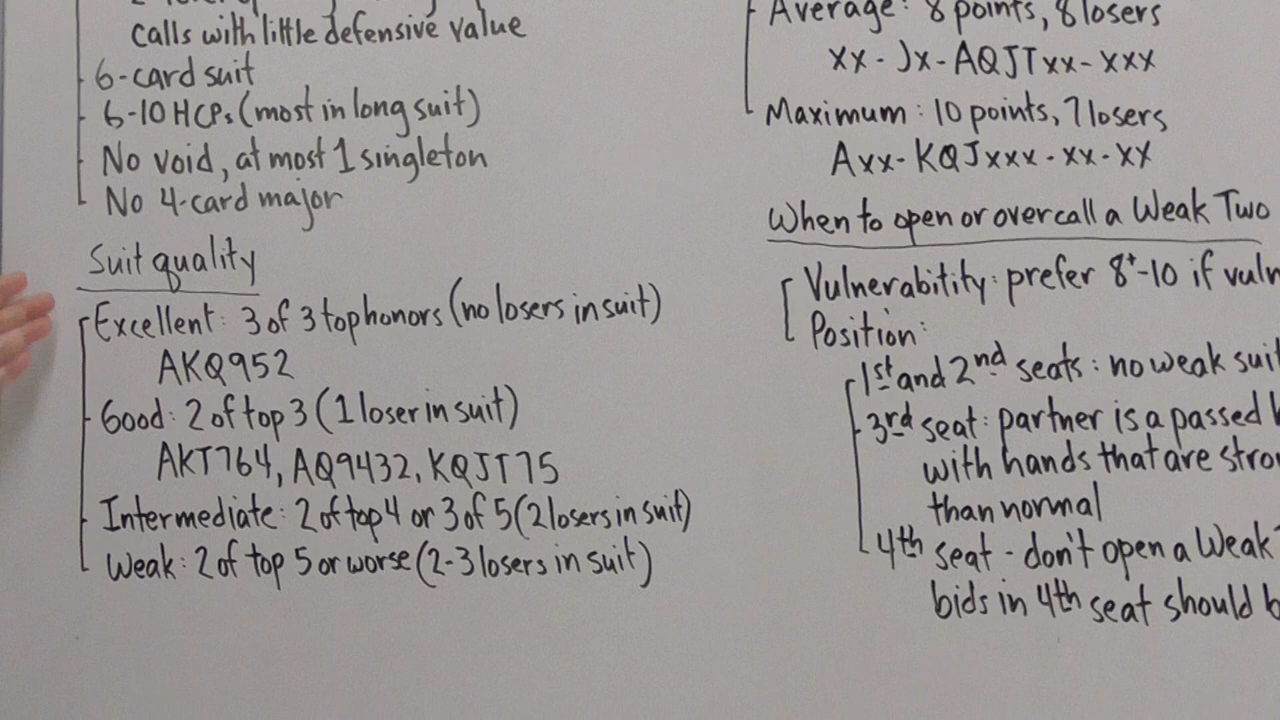 calls with little defensive value
6-card suit
6-10 HCPs (most in long suit)
No void, at most 1 singleton
No 4-card major
Suit quality
Excellent: 3 of 3 top honors (no losers in suit)
AKQ952
Good: 2 of top 3 (1 loser in suit)
AKT764, AQ9432, KQJT75
Intermediate: 2 of top 4 or 3 of 5 (2 losers in suit)
Weak: 2 of top 5 or worse (2-3 losers in suit)
Average: 8 points, 8 losers
xx - Jx - AQJTxx - xxx
Maximum: 10 points, 7 losers
Axx - KQJxxx - xx - xx
When to open or overcall a Weak Two
Vulnerabitity: prefer 8+-10 if vuln
Position:
1st and 2nd seats: no weak suit
3rd seat: partner is a passed
with hands that are stro
than normal
4th seat - don't open a Weak
bids in 4th seat should b